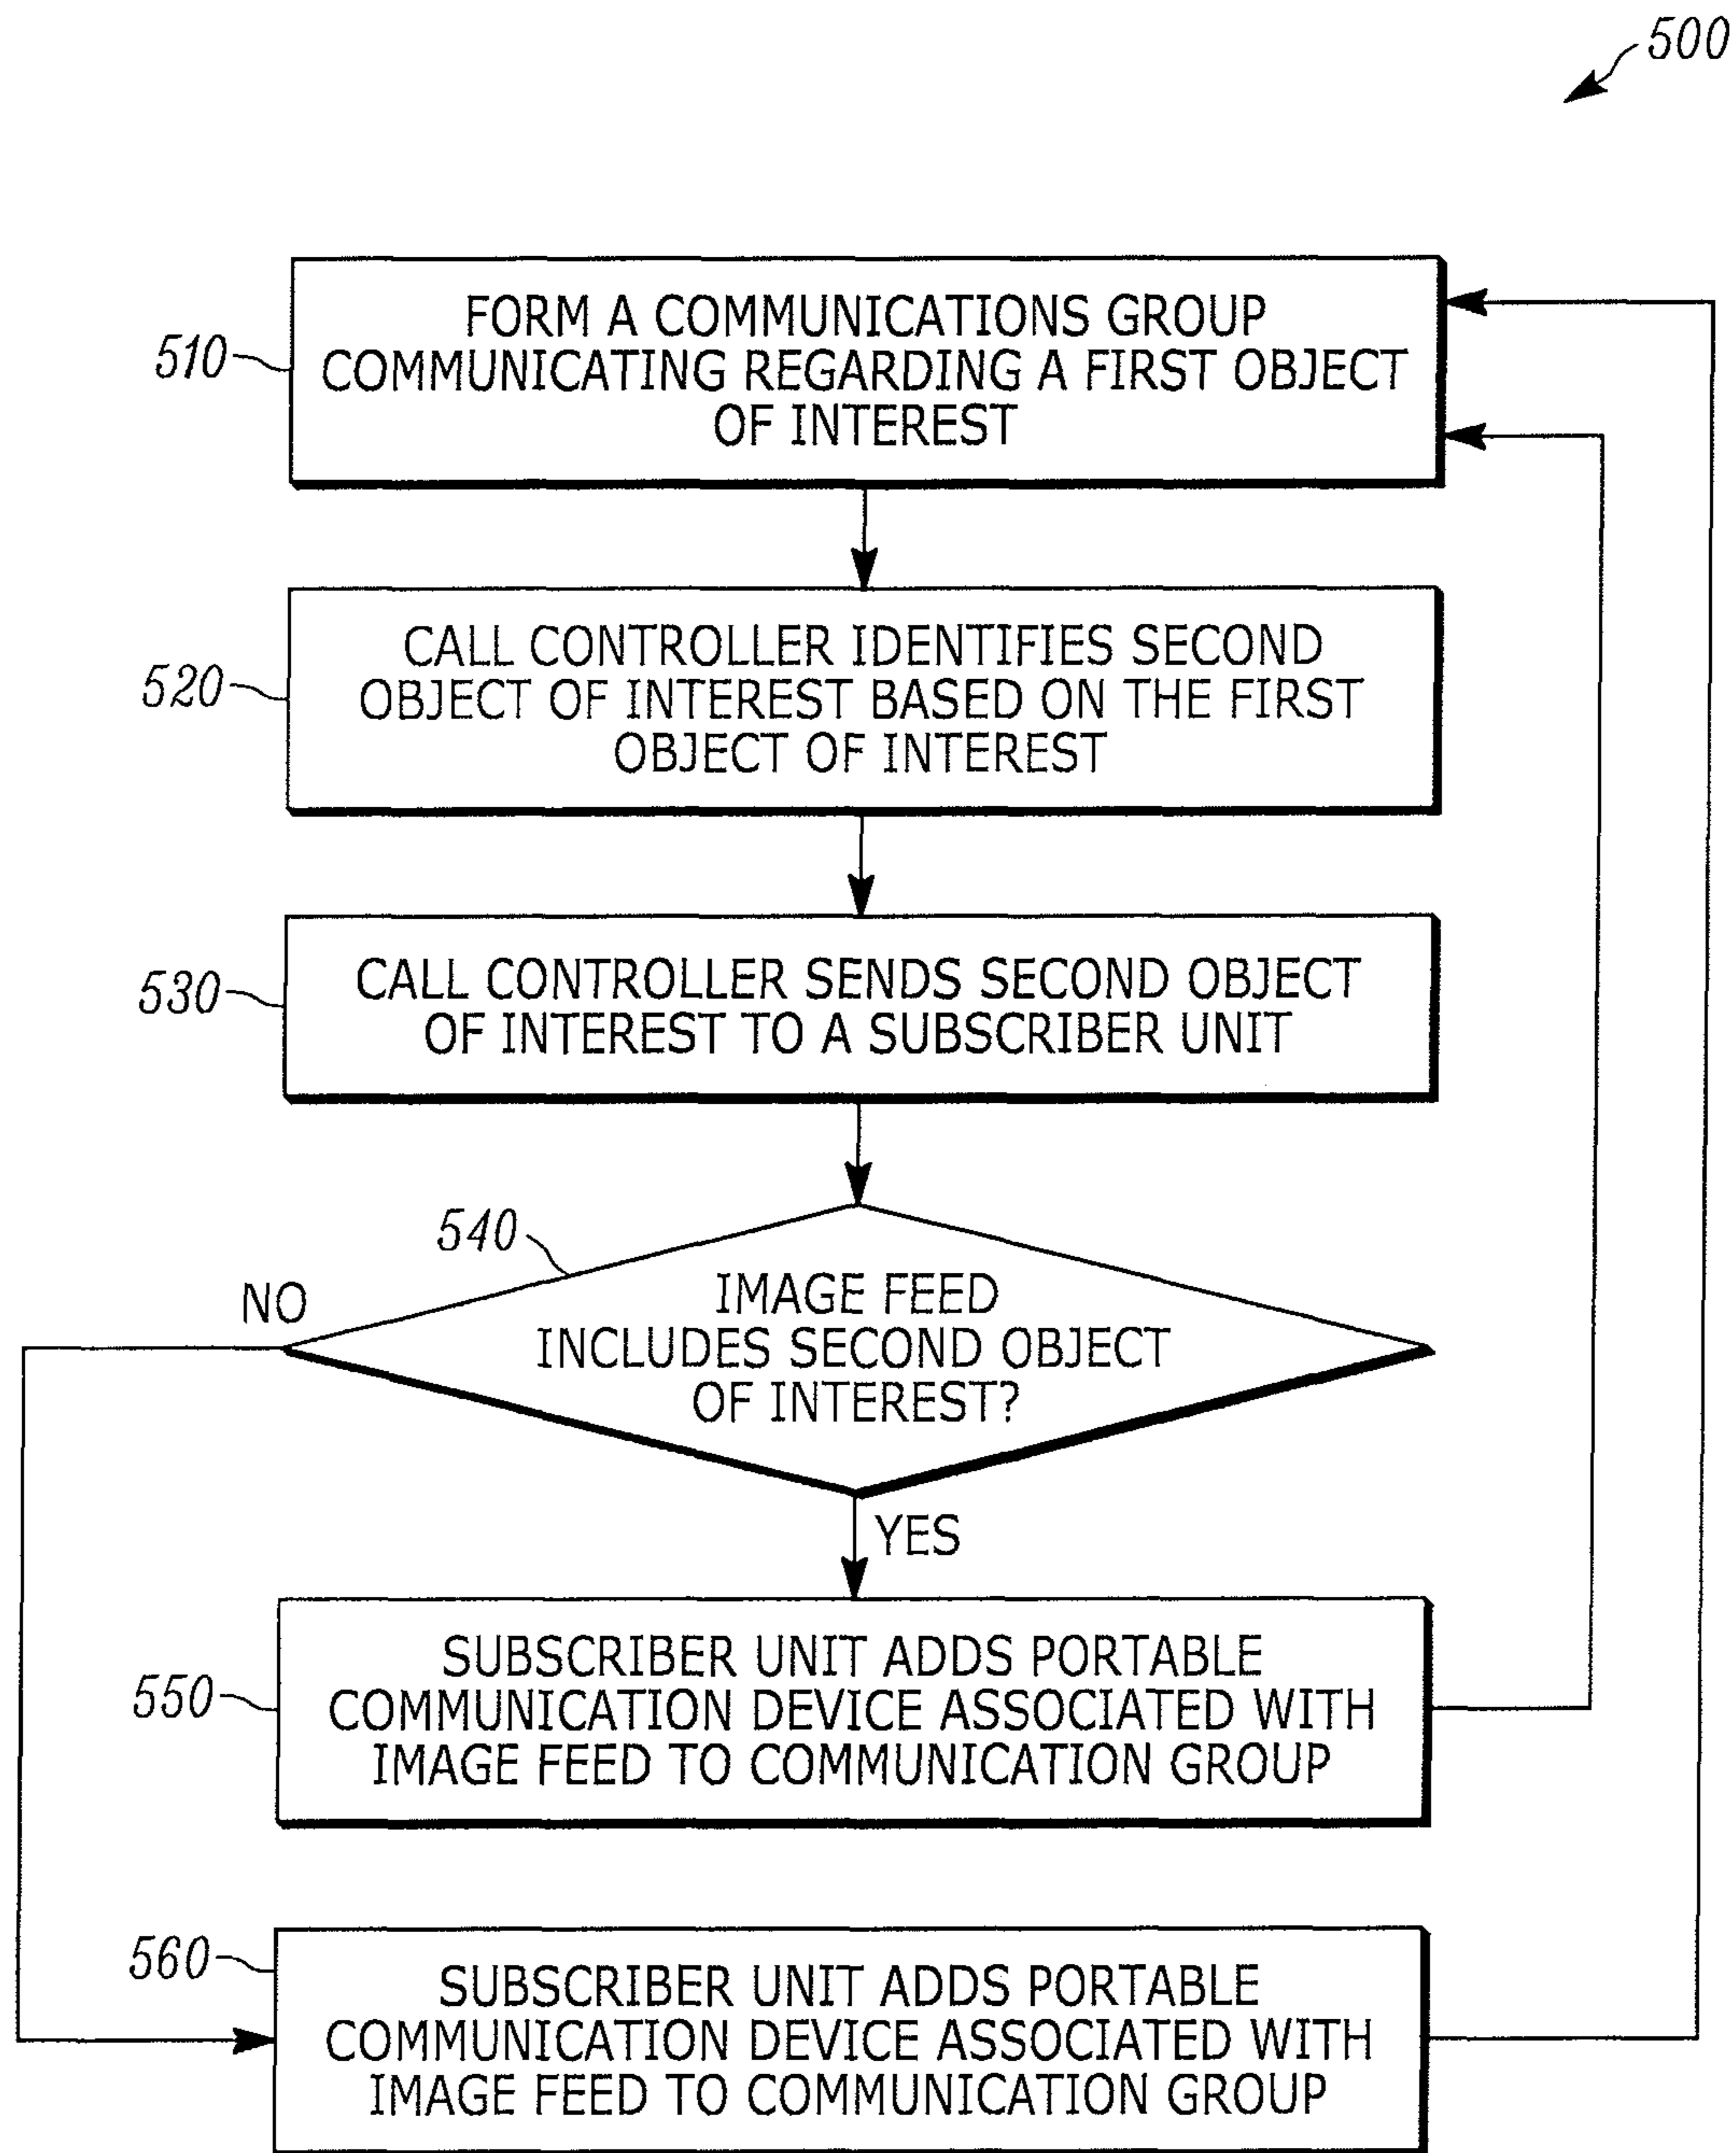 500
FORM A COMMUNICATIONS GROUP
COMMUNICATING REGARDING A FIRST OBJECT
OF INTEREST
510
CALL CONTROLLER IDENTIFIES SECOND
OBJECT OF INTEREST BASED ON THE FIRST
OBJECT OF INTEREST
520
CALL CONTROLLER SENDS SECOND OBJECT
OF INTEREST TO A SUBSCRIBER UNIT
530
540
NO
IMAGE FEED
INCLUDES SECOND OBJECT
OF INTEREST?
YES
SUBSCRIBER UNIT ADDS PORTABLE
COMMUNICATION DEVICE ASSOCIATED WITH
IMAGE FEED TO COMMUNICATION GROUP
550
560
SUBSCRIBER UNIT ADDS PORTABLE
COMMUNICATION DEVICE ASSOCIATED WITH
IMAGE FEED TO COMMUNICATION GROUP